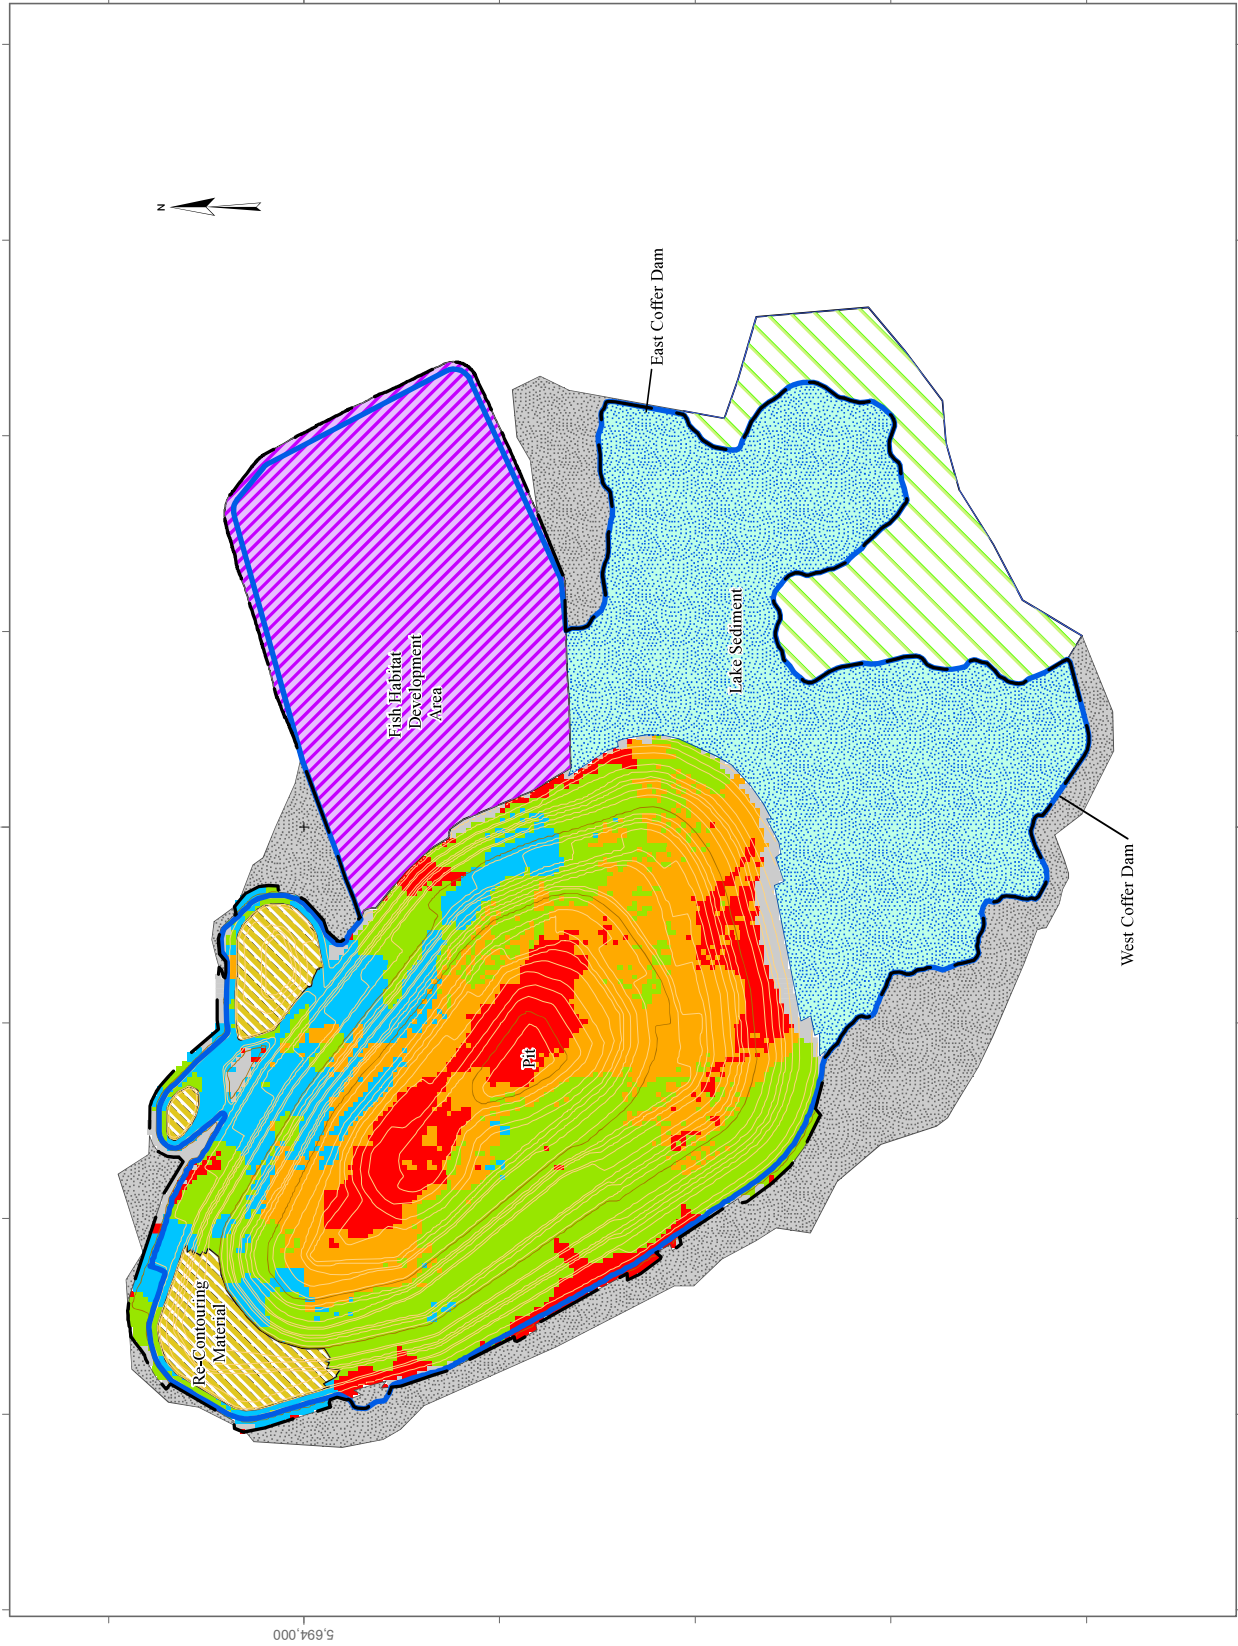 N
East Coffer Dam
Fish Habitat
Development
Area
Lake Sediment
West Coffer Dam
Pit
Re-Contouring
Material
5,694,000